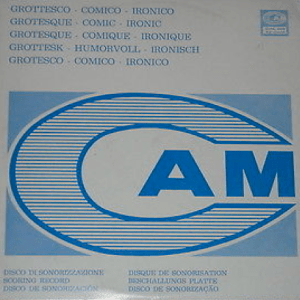 GROTTESCO - COMICO - IRONICO
GROTESQUE - COMIC - IRONIC
GROTESQUE - COMIQUE - IRONIQUE
GROTTESK - HUMORVOLL - IRONISCH
GROTESCO - COMICO - IRONICO
CAM
DISCO DI SONORIZZAZIONE
SCORING RECORD
DISCO DE SONORIZACIÓN
DISQUE DE SONORISATION
BESCHALLUNGS PLATTE
DISCO DE SONORIZAÇÃO